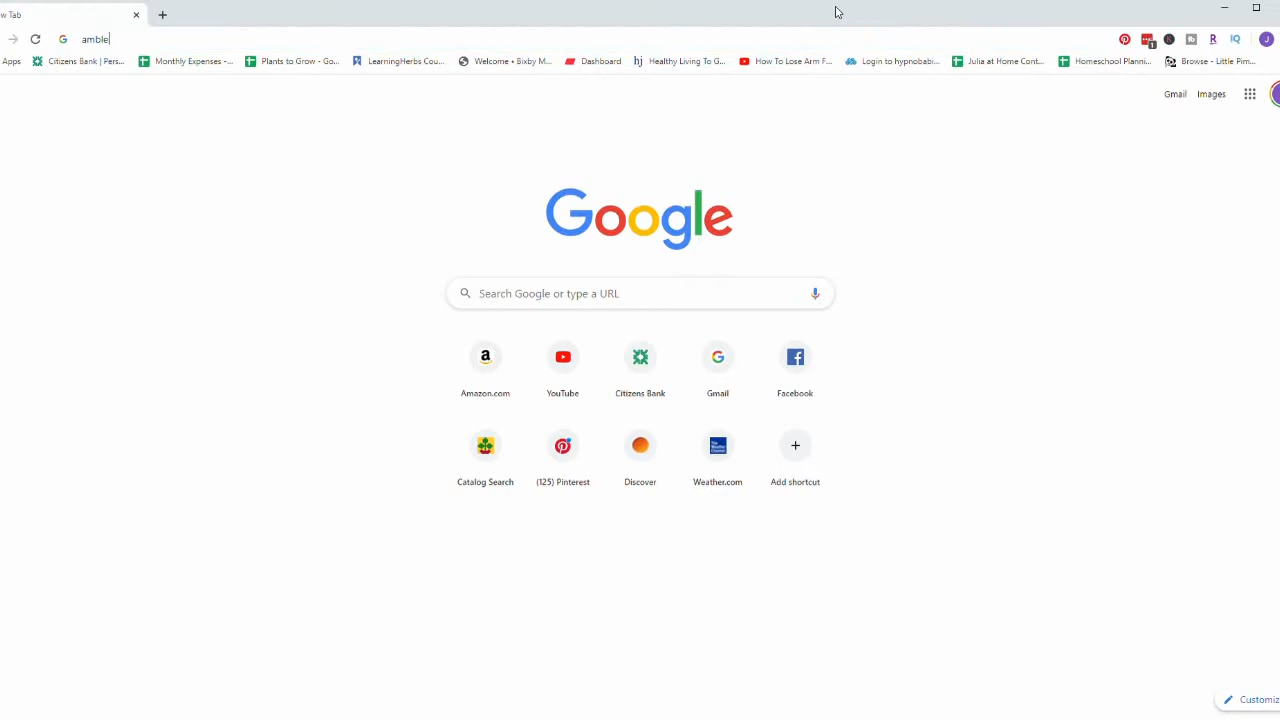 w Tab
amble
1
J
Apps Citizens Bank | Pers... Monthly Expenses -... Plants to Grow - Go... LearningHerbs Cou... Welcome • Bixby M... Dashboard hj Healthy Living To G... How To Lose Arm F... Login to hypnobabi... Julia at Home Cont... Homeschool Planni... Browse - Little Pim...
Gmail Images
Google
Search Google or type a URL
Amazon.com YouTube Citizens Bank Gmail Facebook
Catalog Search (125) Pinterest Discover Weather.com Add shortcut
Customiz